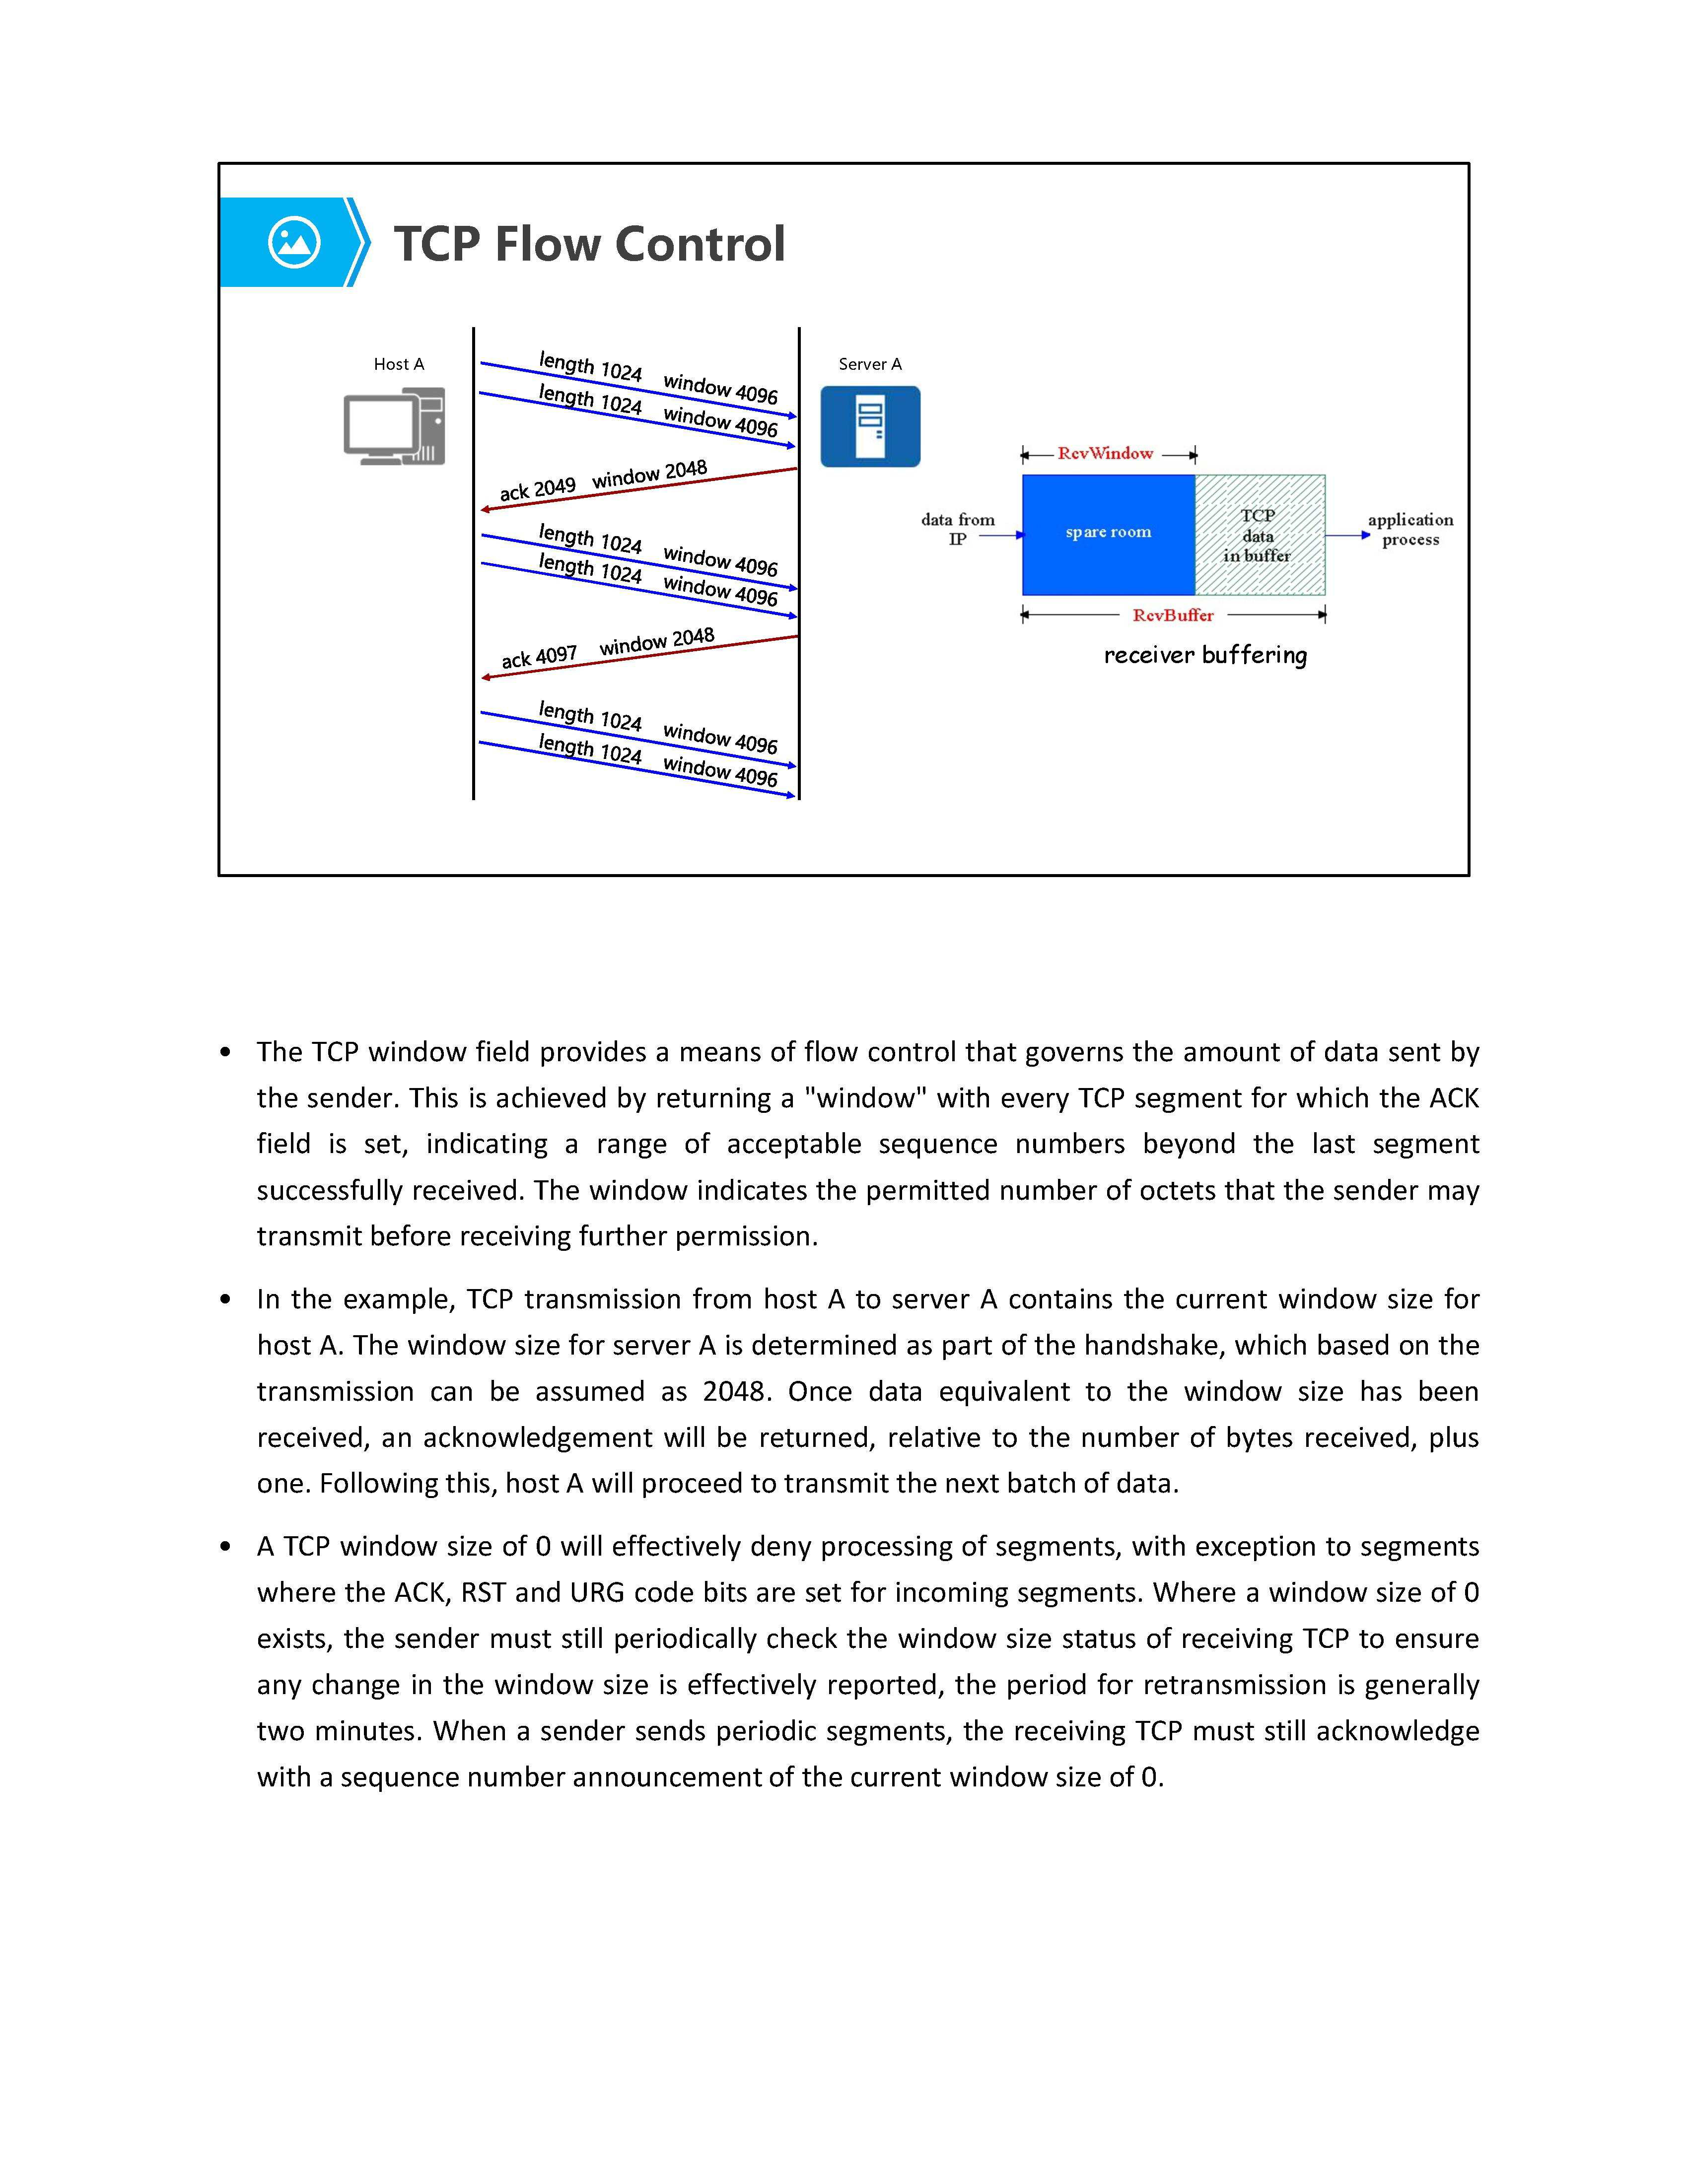 TCP Flow Control
Host A
Server A
length 1024 window 4096
length 1024 window 4096
ack 2049 window 2048
length 1024 window 4096
length 1024 window 4096
ack 4097 window 2048
length 1024 window 4096
length 1024 window 4096
RcvWindow
data from
IP
spare room
TCP
data
in buffer
application
process
RcvBuffer
receiver buffering
• The TCP window field provides a means of flow control that governs the amount of data sent by
the sender. This is achieved by returning a "window" with every TCP segment for which the ACK
field is set, indicating a range of acceptable sequence numbers beyond the last segment
successfully received. The window indicates the permitted number of octets that the sender may
transmit before receiving further permission.
• In the example, TCP transmission from host A to server A contains the current window size for
host A. The window size for server A is determined as part of the handshake, which based on the
transmission can be assumed as 2048. Once data equivalent to the window size has been
received, an acknowledgement will be returned, relative to the number of bytes received, plus
one. Following this, host A will proceed to transmit the next batch of data.
• A TCP window size of 0 will effectively deny processing of segments, with exception to segments
where the ACK, RST and URG code bits are set for incoming segments. Where a window size of 0
exists, the sender must still periodically check the window size status of receiving TCP to ensure
any change in the window size is effectively reported, the period for retransmission is generally
two minutes. When a sender sends periodic segments, the receiving TCP must still acknowledge
with a sequence number announcement of the current window size of 0.